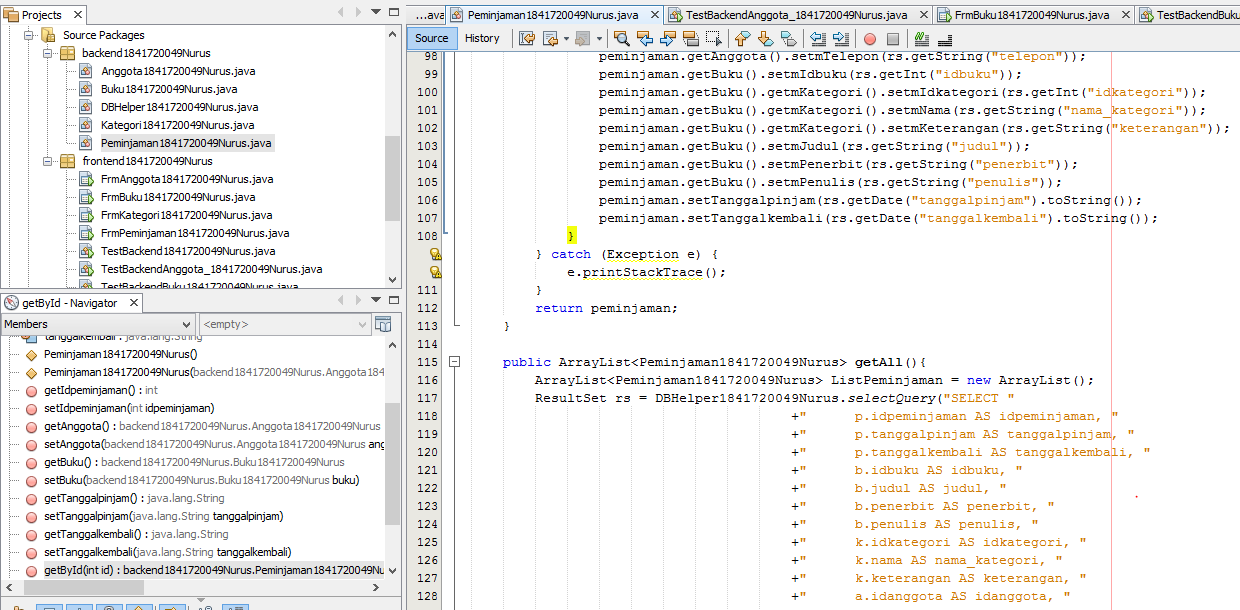 Projects
Source Packages
backend1841720049Nurus
Anggota1841720049Nurus.java
Buku1841720049Nurus.java
DBHelper1841720049Nurus.java
Kategori1841720049Nurus.java
Peminjaman1841720049Nurus.java
frontend1841720049Nurus
FrmAnggota1841720049Nurus.java
FrmBuku1841720049Nurus.java
FrmKategori1841720049Nurus.java
FrmPeminjaman1841720049Nurus.java
TestBackend1841720049Nurus.java
TestBackendAnggota_1841720049Nurus.java
TestBackendBuku1841720049Nurus.java
getById - Navigator
Members
<empty>
tanggalkembali : java.lang.String
Peminjaman1841720049Nurus()
Peminjaman1841720049Nurus(backend1841720049Nurus.Anggota184
getIdpeminjaman() : int
setIdpeminjaman(int idpeminjaman)
getAnggota() : backend1841720049Nurus.Anggota1841720049Nurus
setAnggota(backend1841720049Nurus.Anggota1841720049Nurus ang
getBuku() : backend1841720049Nurus.Buku1841720049Nurus
setBuku(backend1841720049Nurus.Buku1841720049Nurus buku)
getTanggalpinjam() : java.lang.String
setTanggalpinjam(java.lang.String tanggalpinjam)
getTanggalkembali() : java.lang.String
setTanggalkembali(java.lang.String tanggalkembali)
getById(int id) : backend1841720049Nurus.Peminjaman1841720049Nu
...ava
Peminjaman1841720049Nurus.java
TestBackendAnggota_1841720049Nurus.java
FrmBuku1841720049Nurus.java
TestBackendBuku
Source History
98 peminjaman.getAnggota().setmTelepon(rs.getString("telepon"));
99 peminjaman.getBuku().setmIdbuku(rs.getInt("idbuku"));
100 peminjaman.getBuku().getmKategori().setmIdkategori(rs.getInt("idkategori"));
101 peminjaman.getBuku().getmKategori().setmNama(rs.getString("nama_kategori"));
102 peminjaman.getBuku().getmKategori().setmKeterangan(rs.getString("keterangan"));
103 peminjaman.getBuku().setmJudul(rs.getString("judul"));
104 peminjaman.getBuku().setmPenerbit(rs.getString("penerbit"));
105 peminjaman.getBuku().setmPenulis(rs.getString("penulis"));
106 peminjaman.setTanggalpinjam(rs.getDate("tanggalpinjam").toString());
107 peminjaman.setTanggalkembali(rs.getDate("tanggalkembali").toString());
108 }
} catch (Exception e) {
e.printStackTrace();
111 }
112 return peminjaman;
113 }
114
115 public ArrayList<Peminjaman1841720049Nurus> getAll(){
116 ArrayList<Peminjaman1841720049Nurus> ListPeminjaman = new ArrayList();
117 ResultSet rs = DBHelper1841720049Nurus.selectQuery("SELECT "
118 +" p.idpeminjaman AS idpeminjaman, "
119 +" p.tanggalpinjam AS tanggalpinjam, "
120 +" p.tanggalkembali AS tanggalkembali, "
121 +" b.idbuku AS idbuku, "
122 +" b.judul AS judul, "
123 +" b.penerbit AS penerbit, "
124 +" b.penulis AS penulis, "
125 +" k.idkategori AS idkategori, "
126 +" k.nama AS nama_kategori, "
127 +" k.keterangan AS keterangan, "
128 +" a.idanggota AS idanggota, "